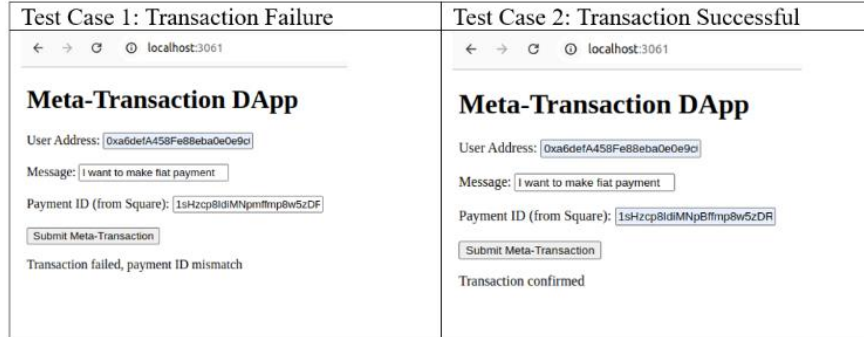 Test Case 1: Transaction Failure
localhost:3061
Meta-Transaction DApp
User Address: 0xa6defA458Fe88eba0e0e9c
Message: I want to make fiat payment
Payment ID (from Square): 1sHzcp8IdiMNpmffmp8w5zDF
Submit Meta-Transaction
Transaction failed, payment ID mismatch
Test Case 2: Transaction Successful
localhost:3061
Meta-Transaction DApp
User Address: 0xa6defA458Fe88eba0e0e9c
Message: I want to make fiat payment
Payment ID (from Square): 1sHzcp8IdiMNpBffmp8w5zDR
Submit Meta-Transaction
Transaction confirmed